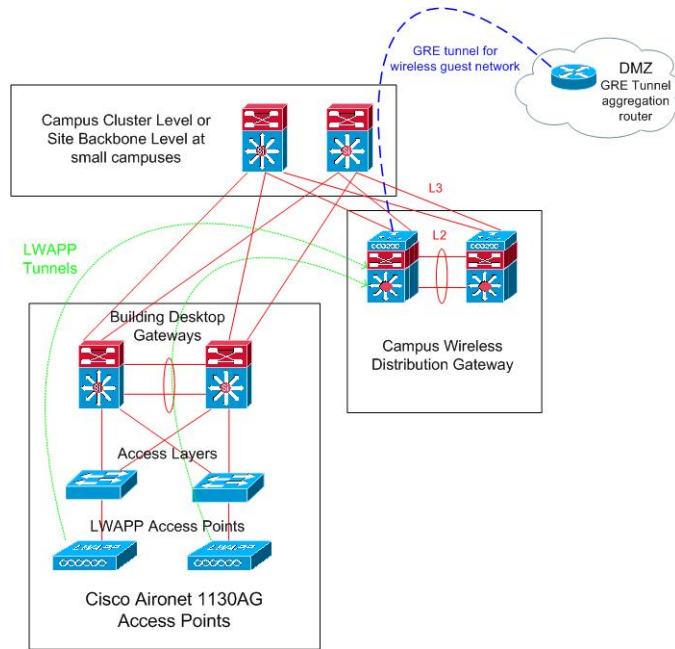 GRE tunnel for
wireless guest network
DMZ
GRE Tunnel
aggregation
router
Campus Cluster Level or
Site Backbone Level at
small campuses
L3
L2
LWAPP
Tunnels
Building Desktop
Gateways
Campus Wireless
Distribution Gateway
Access Layers
LWAPP Access Points
Cisco Aironet 1130AG
Access Points